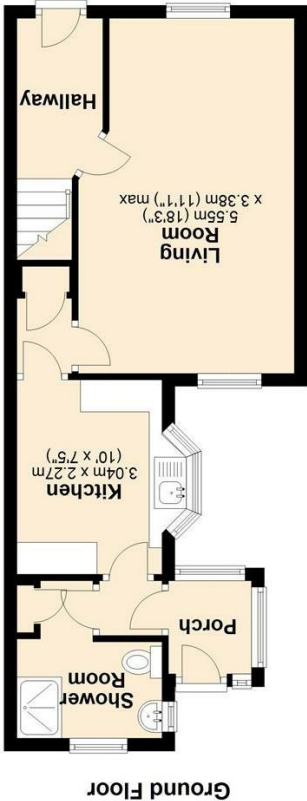 Ground Floor
Shower
Room
Porch
Kitchen
3.04m x 2.27m
(10' x 7'5")
Living
Room
5.55m (18'3")
x 3.38m (11'1") max
Hallway